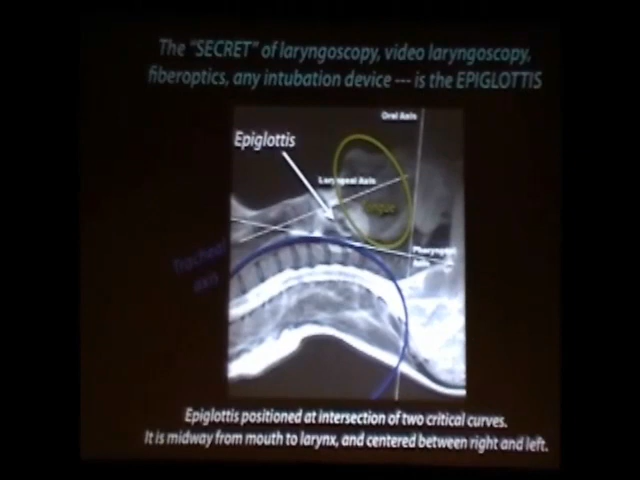 The "SECRET" of laryngoscopy, video laryngoscopy,
fiberoptics, any intubation device --- is the EPIGLOTTIS
Oral Axis
Epiglottis
Laryngeal Axis
Tongue
Pharyngeal
Axis
Tracheal
axis
Epiglottis positioned at intersection of two critical curves.
It is midway from mouth to larynx, and centered between right and left.